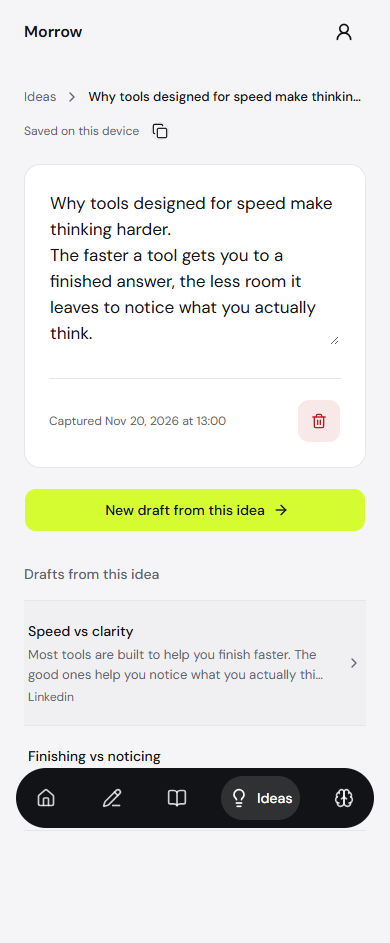 Morrow
Ideas > Why tools designed for speed make thinkin...
Saved on this device
Why tools designed for speed make
thinking harder.
The faster a tool gets you to a
finished answer, the less room it
leaves to notice what you actually
think.
Captured Nov 20, 2026 at 13:00
New draft from this idea →
Drafts from this idea
Speed vs clarity
Most tools are built to help you finish faster. The
good ones help you notice what you actually thi...
Linkedin
Finishing vs noticing
Ideas